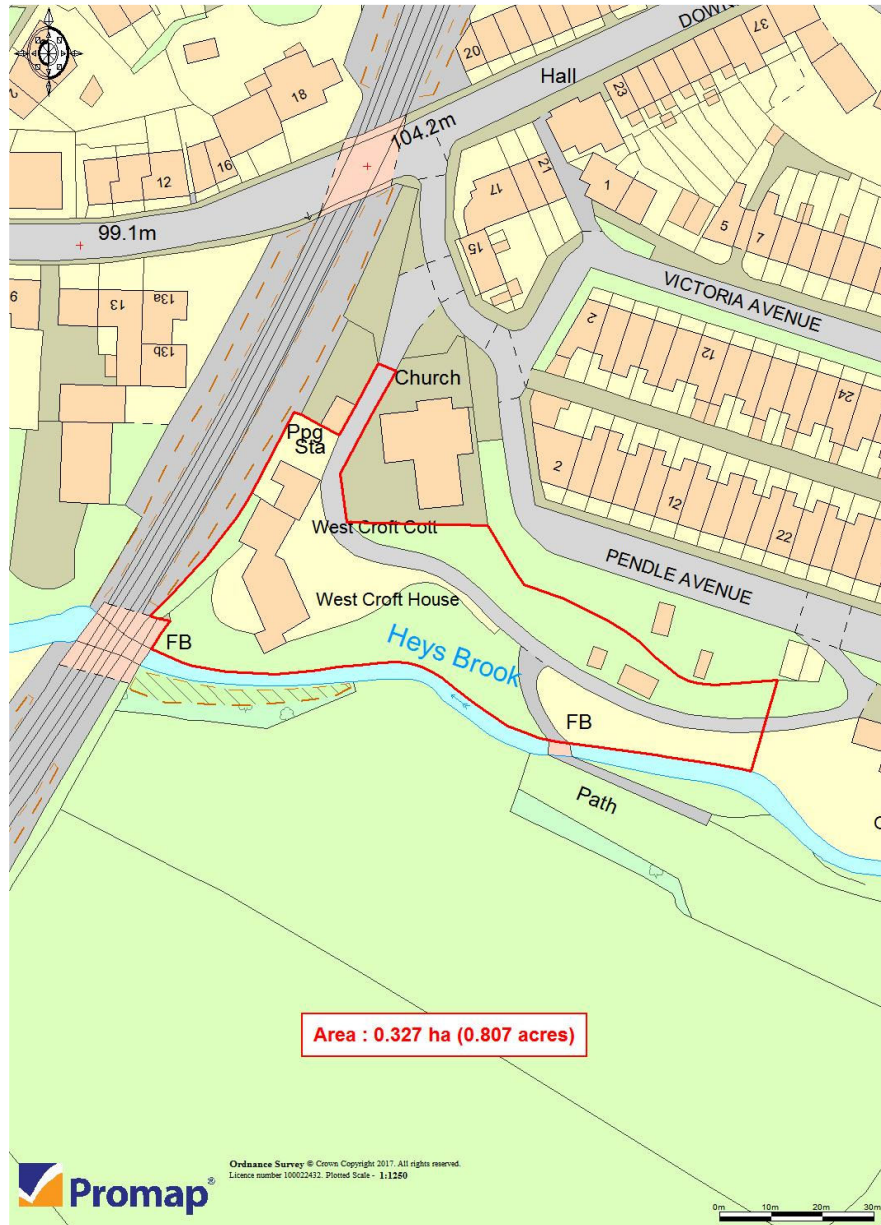 DOWN
37
20
Hall
23
18
104.2m
16
12
21
17
1
5
7
15
99.1m
VICTORIA AVENUE
13
13a
13b
9
2
12
24
Church
Ppg
Sta
2
12
22
West Croft Cott
PENDLE AVENUE
West Croft House
Heys Brook
FB
FB
Path
Area : 0.327 ha (0.807 acres)
Promap®
Ordnance Survey © Crown Copyright 2017. All rights reserved.
Licence number 100022432. Plotted Scale - 1:1250
0m 10m 20m 30m